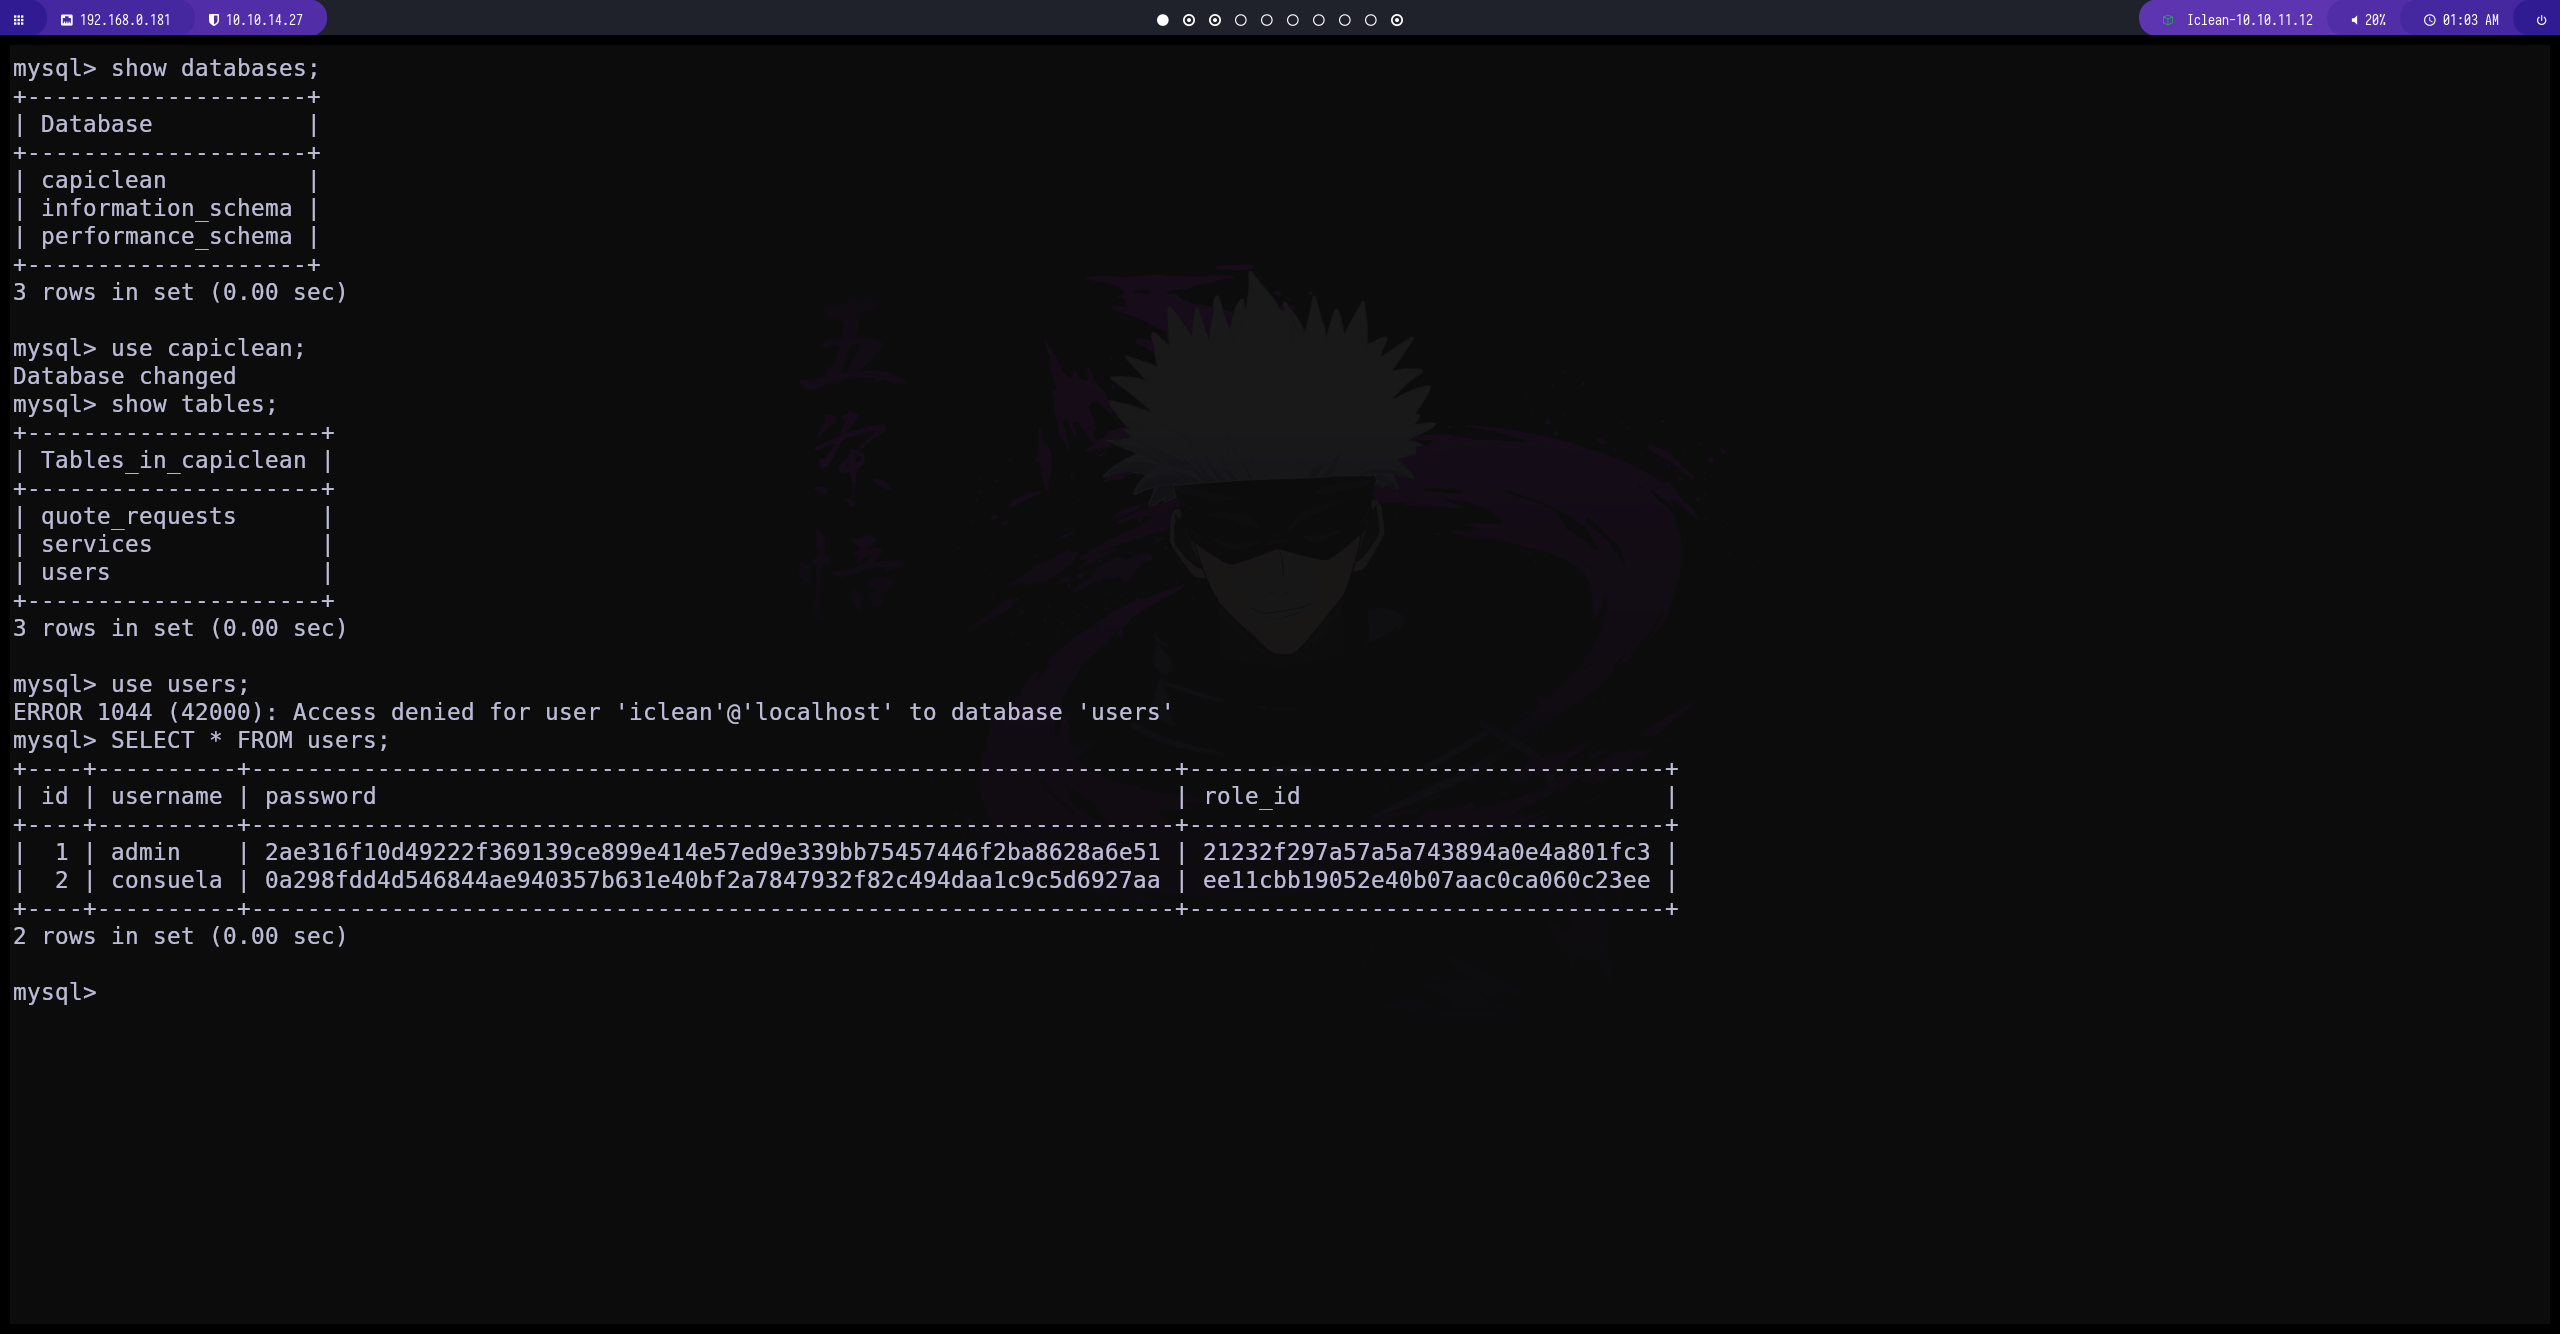 192.168.0.181 10.10.14.27 Iclean-10.10.11.12 20% 01:03 AM
mysql> show databases;
+--------------------+
| Database           |
+--------------------+
| capiclean          |
| information_schema |
| performance_schema |
+--------------------+
3 rows in set (0.00 sec)
mysql> use capiclean;
Database changed
mysql> show tables;
+---------------------+
| Tables_in_capiclean |
+---------------------+
| quote_requests      |
| services            |
| users               |
+---------------------+
3 rows in set (0.00 sec)
mysql> use users;
ERROR 1044 (42000): Access denied for user 'iclean'@'localhost' to database 'users'
mysql> SELECT * FROM users;
+----+----------+------------------------------------------------------------------+----------------------------------+
| id | username | password                                                         | role_id                          |
+----+----------+------------------------------------------------------------------+----------------------------------+
|  1 | admin    | 2ae316f10d49222f369139ce899e414e57ed9e339bb75457446f2ba8628a6e51 | 21232f297a57a5a743894a0e4a801fc3 |
|  2 | consuela | 0a298fdd4d546844ae940357b631e40bf2a7847932f82c494daa1c9c5d6927aa | ee11cbb19052e40b07aac0ca060c23ee |
+----+----------+------------------------------------------------------------------+----------------------------------+
2 rows in set (0.00 sec)
mysql>
五
条
悟